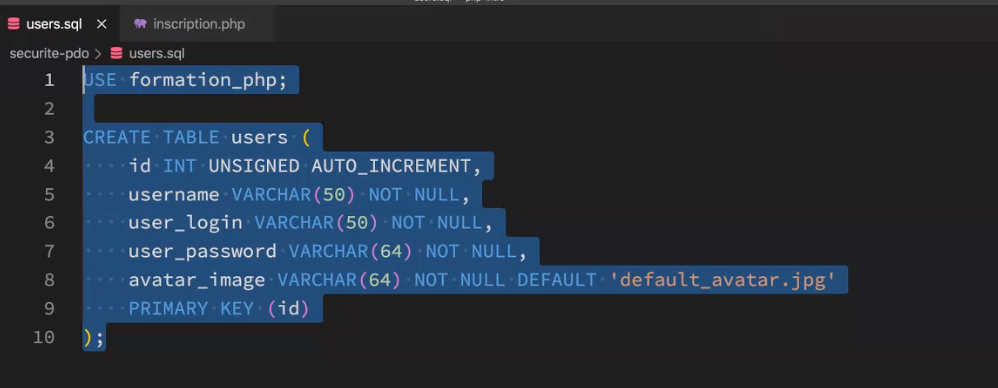 users.sql × inscription.php
securite-pdo > users.sql
1 USE formation_php;
2
3 CREATE TABLE users (
4 id INT UNSIGNED AUTO_INCREMENT,
5 username VARCHAR(50) NOT NULL,
6 user_login VARCHAR(50) NOT NULL,
7 user_password VARCHAR(64) NOT NULL,
8 avatar_image VARCHAR(64) NOT NULL DEFAULT 'default_avatar.jpg'
9 PRIMARY KEY (id)
10 );